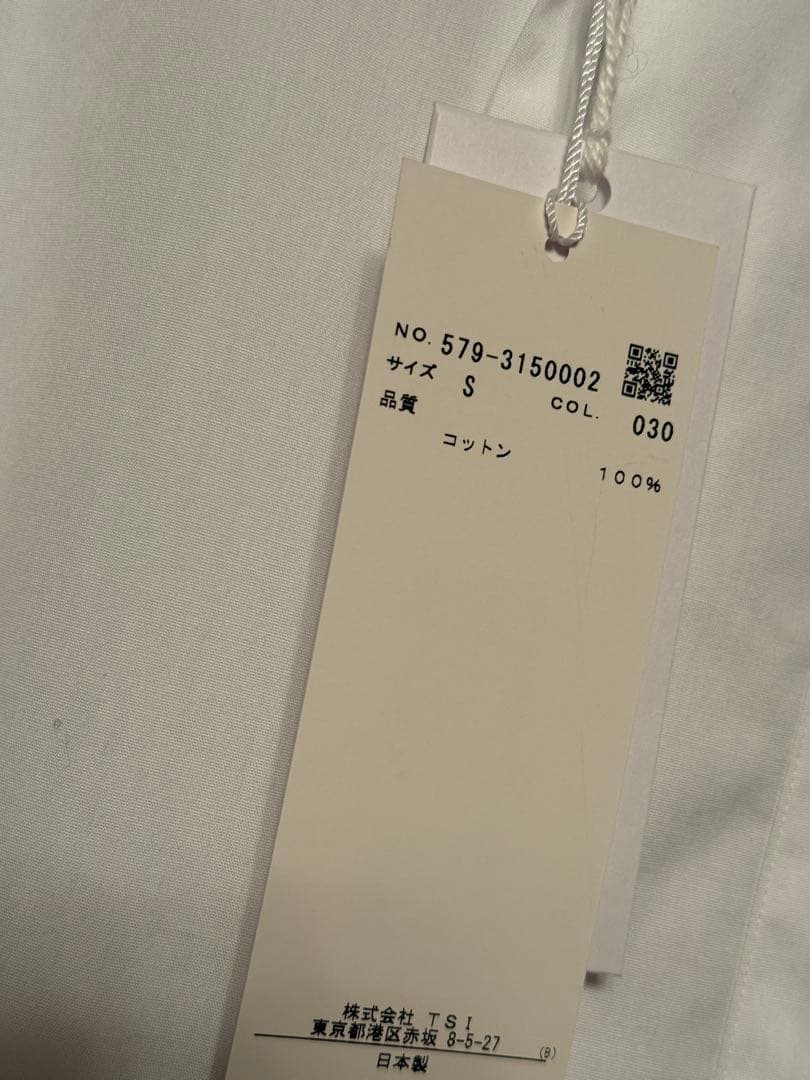 NO. 579-3150002
サイズ S COL. 030
品質
コットン 100%
株式会社 TSI
東京都港区赤坂 8-5-27
(B)
日本製